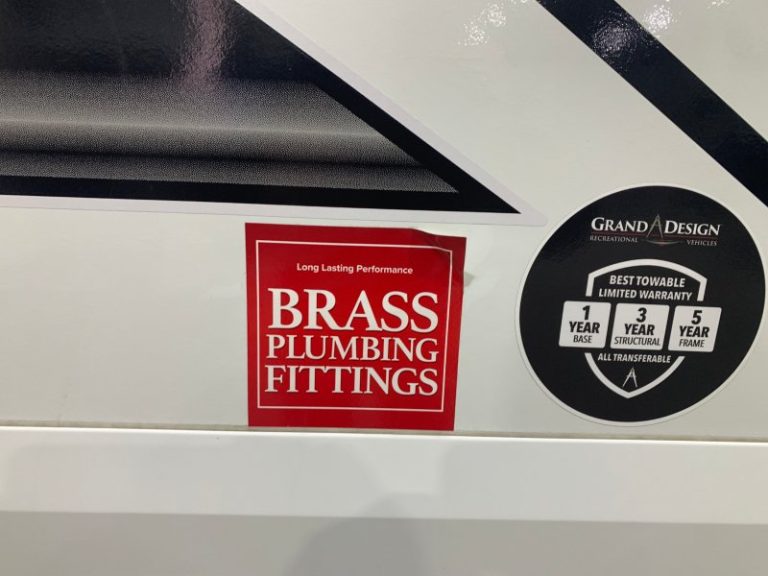 Long Lasting Performance
BRASS
PLUMBING
FITTINGS
GRAND DESIGN
RECREATIONAL VEHICLES
BEST TOWABLE
LIMITED WARRANTY
1 YEAR BASE
3 YEAR STRUCTURAL
5 YEAR FRAME
ALL TRANSFERABLE